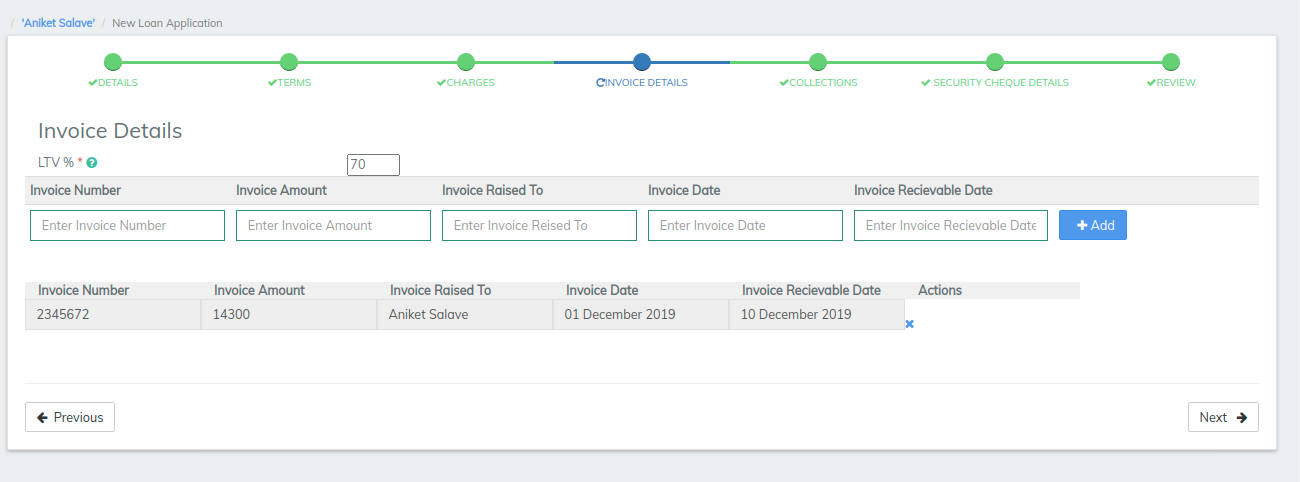 / 'Aniket Salave' / New Loan Application
DETAILS TERMS CHARGES INVOICE DETAILS COLLECTIONS SECURITY CHEQUE DETAILS REVIEW
Invoice Details
LTV % * ? 70
Invoice Number Invoice Amount Invoice Raised To Invoice Date Invoice Recievable Date
Enter Invoice Number Enter Invoice Amount Enter Invoice Reised To Enter Invoice Date Enter Invoice Recievable Date + Add
Invoice Number Invoice Amount Invoice Raised To Invoice Date Invoice Recievable Date Actions
2345672 14300 Aniket Salave 01 December 2019 10 December 2019
Previous Next